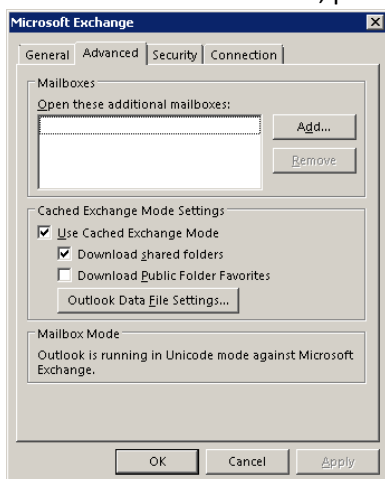 Microsoft Exchange
General Advanced Security Connection
Mailboxes
Open these additional mailboxes:
Add...
Remove
Cached Exchange Mode Settings
Use Cached Exchange Mode
Download shared folders
Download Public Folder Favorites
Outlook Data File Settings...
Mailbox Mode
Outlook is running in Unicode mode against Microsoft
Exchange.
OK Cancel Apply